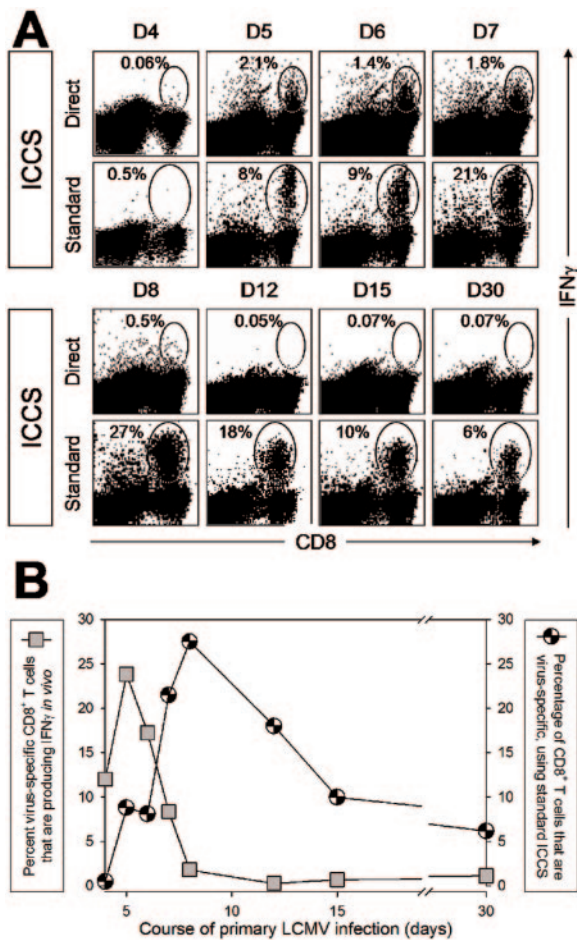 A
D4 D5 D6 D7
ICCS
Direct
0.06% 2.1% 1.4% 1.8%
Standard
0.5% 8% 9% 21%
IFNγ
D8 D12 D15 D30
ICCS
Direct
0.5% 0.05% 0.07% 0.07%
Standard
27% 18% 10% 6%
CD8
B
Percent virus-specific CD8+ T cells
that are producing IFNγ in vivo
30 30
25 25
20 20
15 15
10 10
5 5
0 0
5 10 15 30
Course of primary LCMV infection (days)
Percentage of CD8+ T cells that are
virus-specific, using standard ICCS